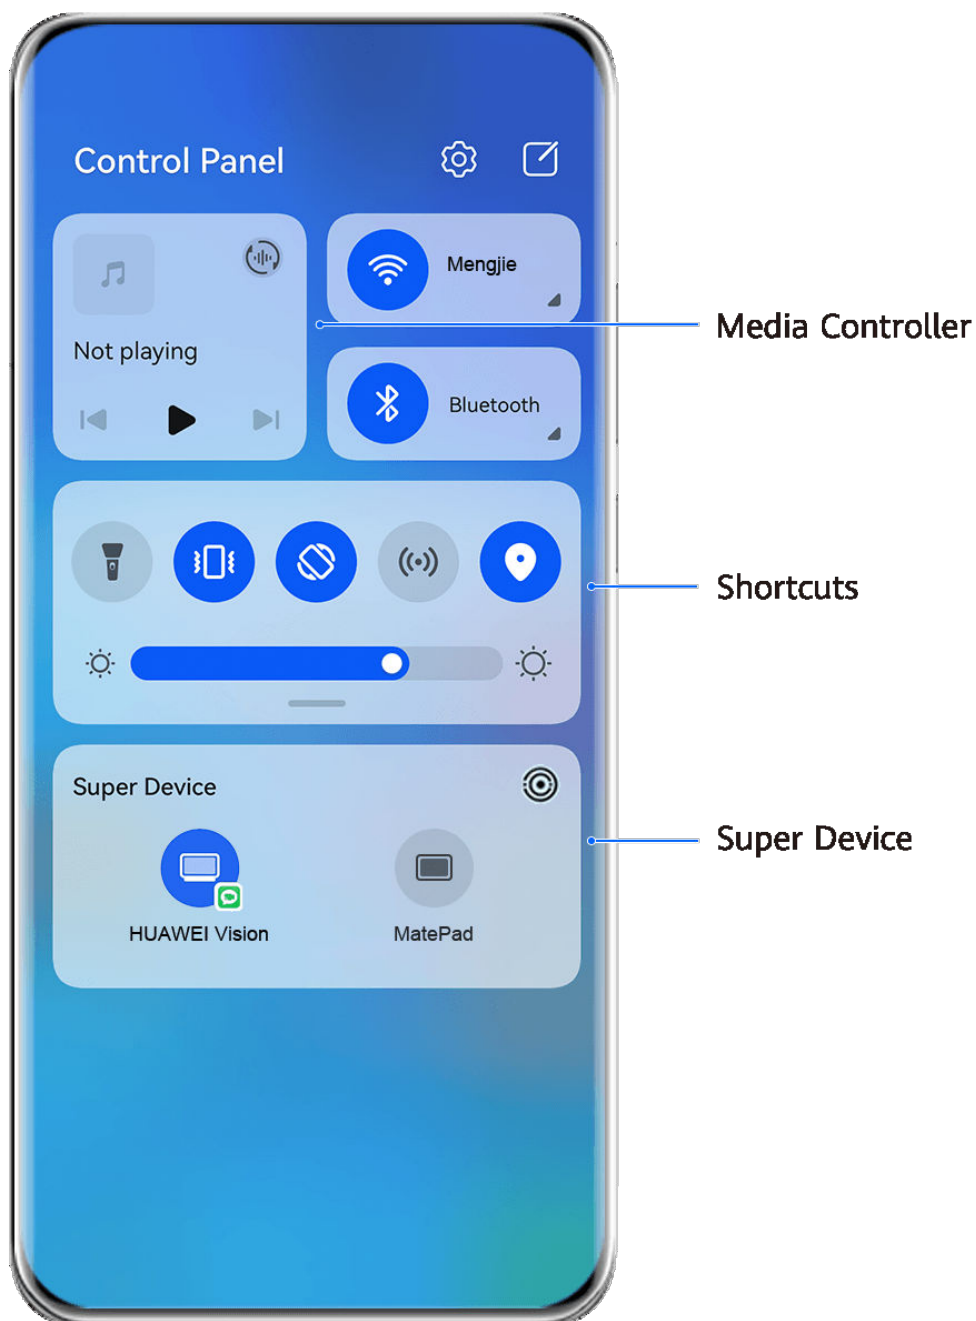 Control Panel
Mengjie
Not playing
Bluetooth
Media Controller
Shortcuts
Super Device
HUAWEI Vision
MatePad
Super Device